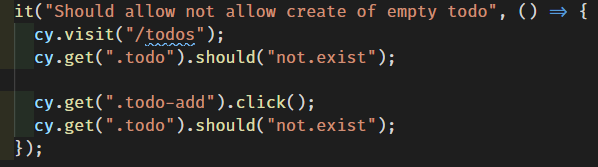 it("Should allow not allow create of empty todo", () => {
  cy.visit("/todos");
  cy.get(".todo").should("not.exist");

  cy.get(".todo-add").click();
  cy.get(".todo").should("not.exist");
});